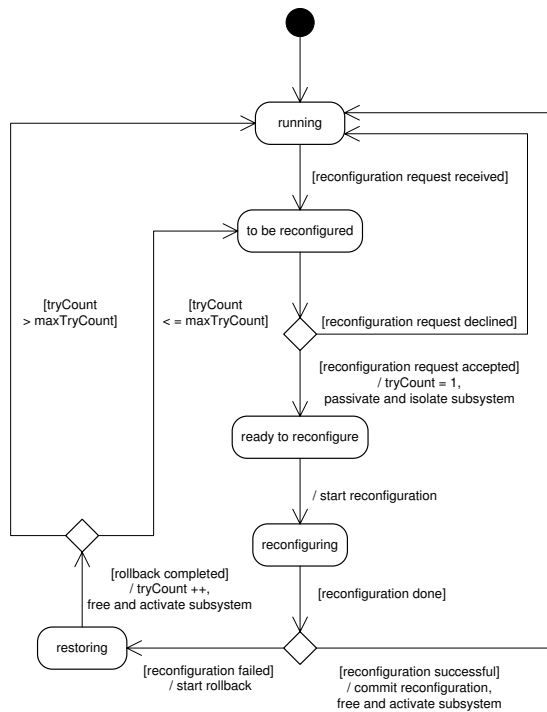 running
[reconfiguration request received]
to be reconfigured
[tryCount
> maxTryCount]
[tryCount
< = maxTryCount]
[reconfiguration request declined]
[reconfiguration request accepted]
/ tryCount = 1,
passivate and isolate subsystem
ready to reconfigure
/ start reconfiguration
reconfiguring
[rollback completed]
/ tryCount ++,
free and activate subsystem
[reconfiguration done]
restoring
[reconfiguration failed]
/ start rollback
[reconfiguration successful]
/ commit reconfiguration,
free and activate subsystem